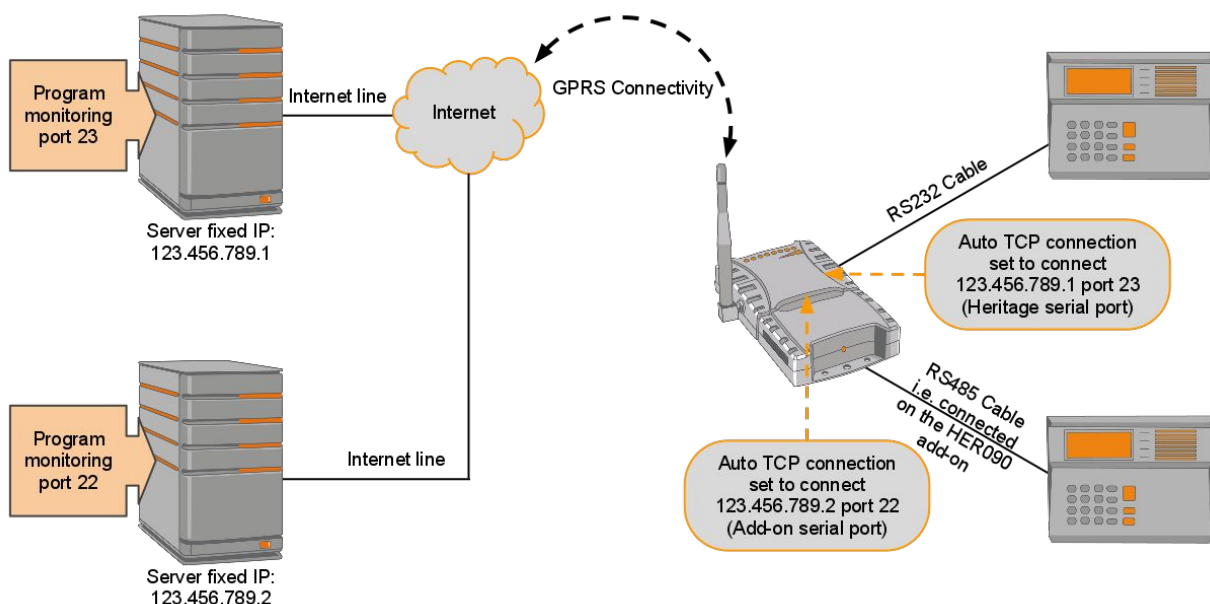 Program
monitoring
port 23
Server fixed IP:
123.456.789.1
Internet line
Internet
GPRS Connectivity
RS232 Cable
Auto TCP connection
set to connect
123.456.789.1 port 23
(Heritage serial port)
Program
monitoring
port 22
Server fixed IP:
123.456.789.2
Internet line
Auto TCP connection
set to connect
123.456.789.2 port 22
(Add-on serial port)
RS485 Cable
i.e. connected
on the HER090
add-on